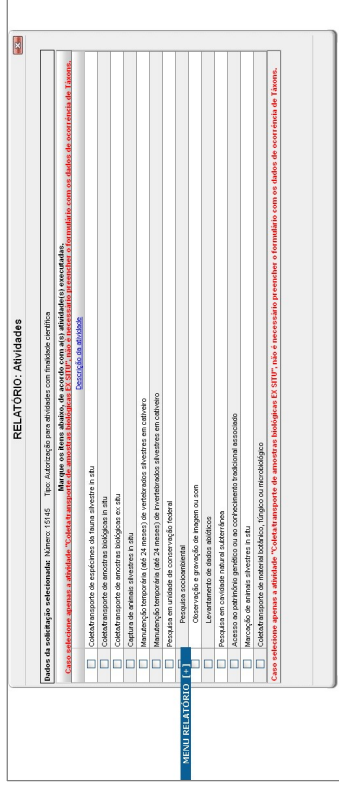 RELATÓRIO: Atividades
Dados da solicitação selecionada: Número: 15145 Tipo: Autorização para atividades com finalidade científica
Marque os itens abaixo, de acordo com a(s) atividade(s) executadas.
Caso selecione apenas a atividade "Coleta/transporte de amostras biológicas EX SITU", não é necessário preencher o formulário com os dados de ocorrência de Táxons.
Descrição da atividade
Coleta/transporte de espécimes da fauna silvestre in situ
Coleta/transporte de amostras biológicas in situ
Coleta/transporte de amostras biológicas ex situ
Captura de animais silvestres in situ
Manutenção temporária (até 24 meses) de vertebrados silvestres em cativeiro
Manutenção temporária (até 24 meses) de invertebrados silvestres em cativeiro
Pesquisa em unidade de conservação federal
Pesquisa socioambiental
MENU RELATÓRIO [+]
Observação e gravação de imagem ou som
Levantamento de dados abióticos
Pesquisa em cavidade natural subterrânea
Acesso ao patrimônio genético ou ao conhecimento tradicional associado
Marcação de animais silvestres in situ
Coleta/transporte de material botânico, fúngico ou microbiológico
Caso selecione apenas a atividade "Coleta/transporte de amostras biológicas EX SITU", não é necessário preencher o formulário com os dados de ocorrência de Táxons.